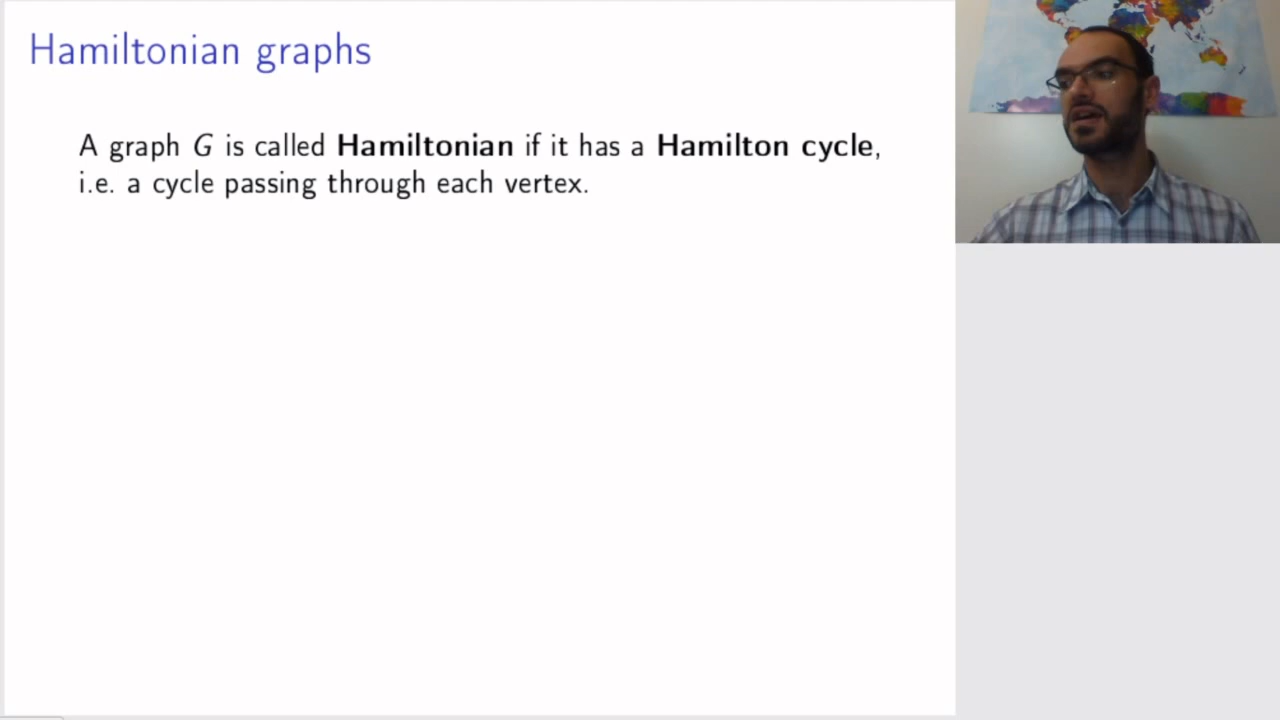 Hamiltonian graphs
A graph G is called Hamiltonian if it has a Hamilton cycle,
i.e. a cycle passing through each vertex.